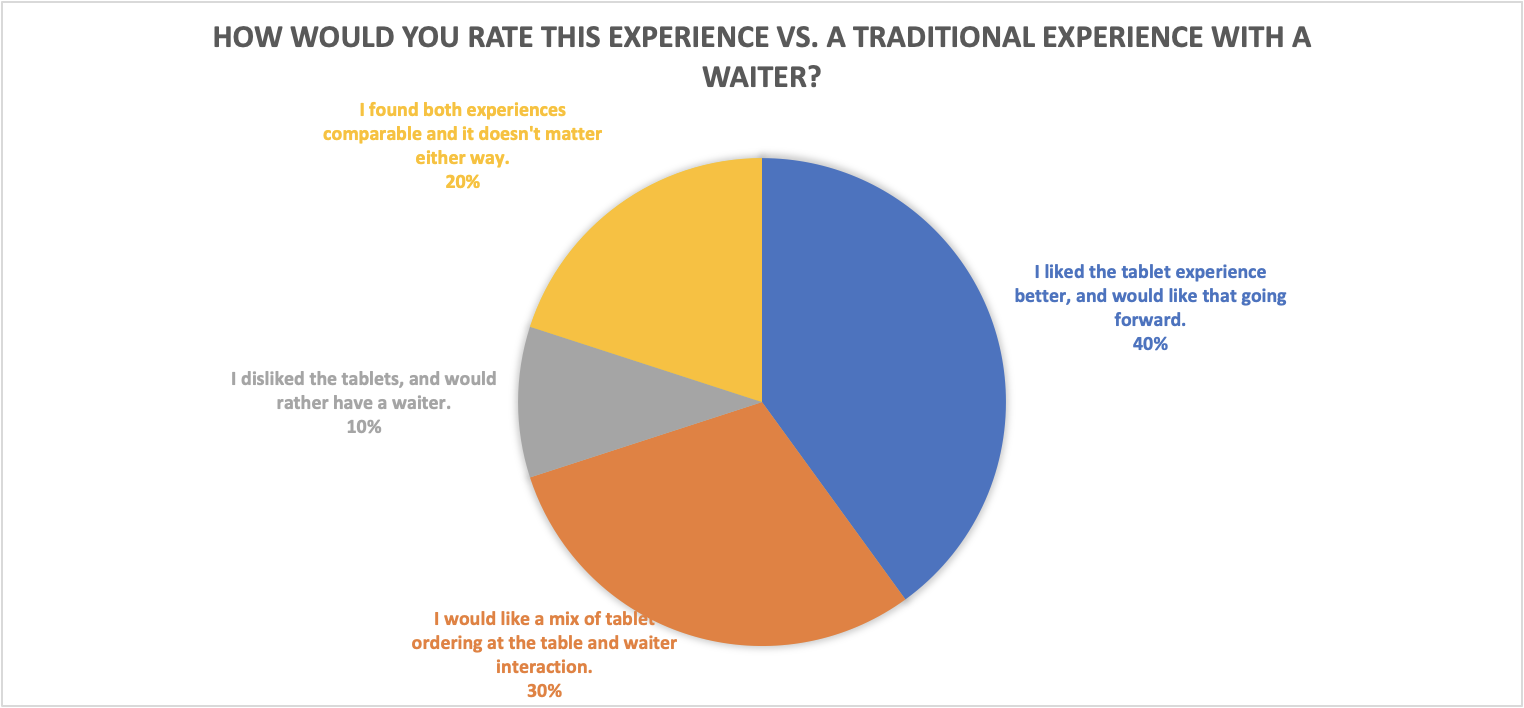 HOW WOULD YOU RATE THIS EXPERIENCE VS. A TRADITIONAL EXPERIENCE WITH A
WAITER?
I found both experiences
comparable and it doesn't matter
either way.
20%
I liked the tablet experience
better, and would like that going
forward.
40%
I disliked the tablets, and would
rather have a waiter.
10%
I would like a mix of tablet
ordering at the table and waiter
interaction.
30%